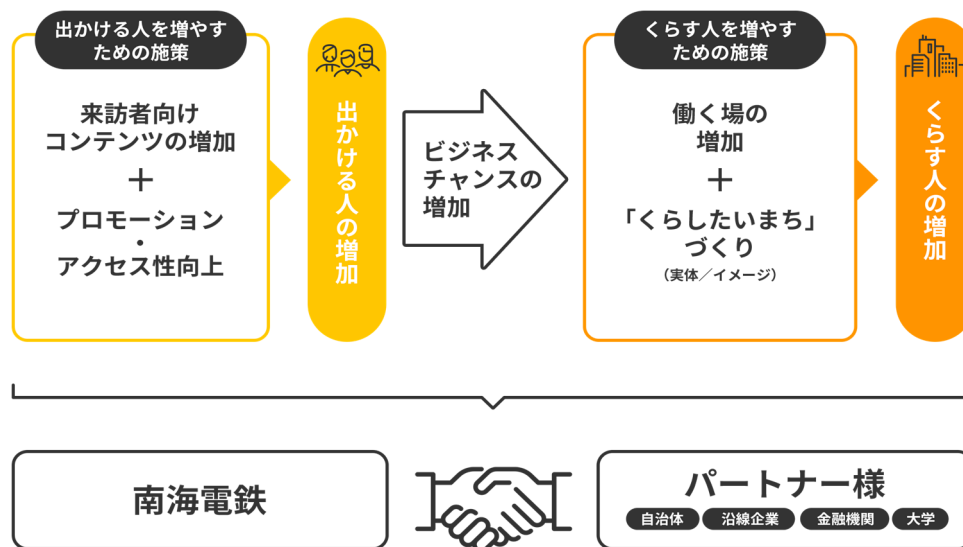 出かける人を増やす
ための施策
来訪者向け
コンテンツの増加
＋
プロモーション
・
アクセス性向上
出かける人の増加
ビジネス
チャンスの
増加
くらす人を増やす
ための施策
働く場の
増加
＋
「くらしたいまち」
づくり
（実体／イメージ）
くらす人の増加
南海電鉄
パートナー様
自治体 沿線企業 金融機関 大学